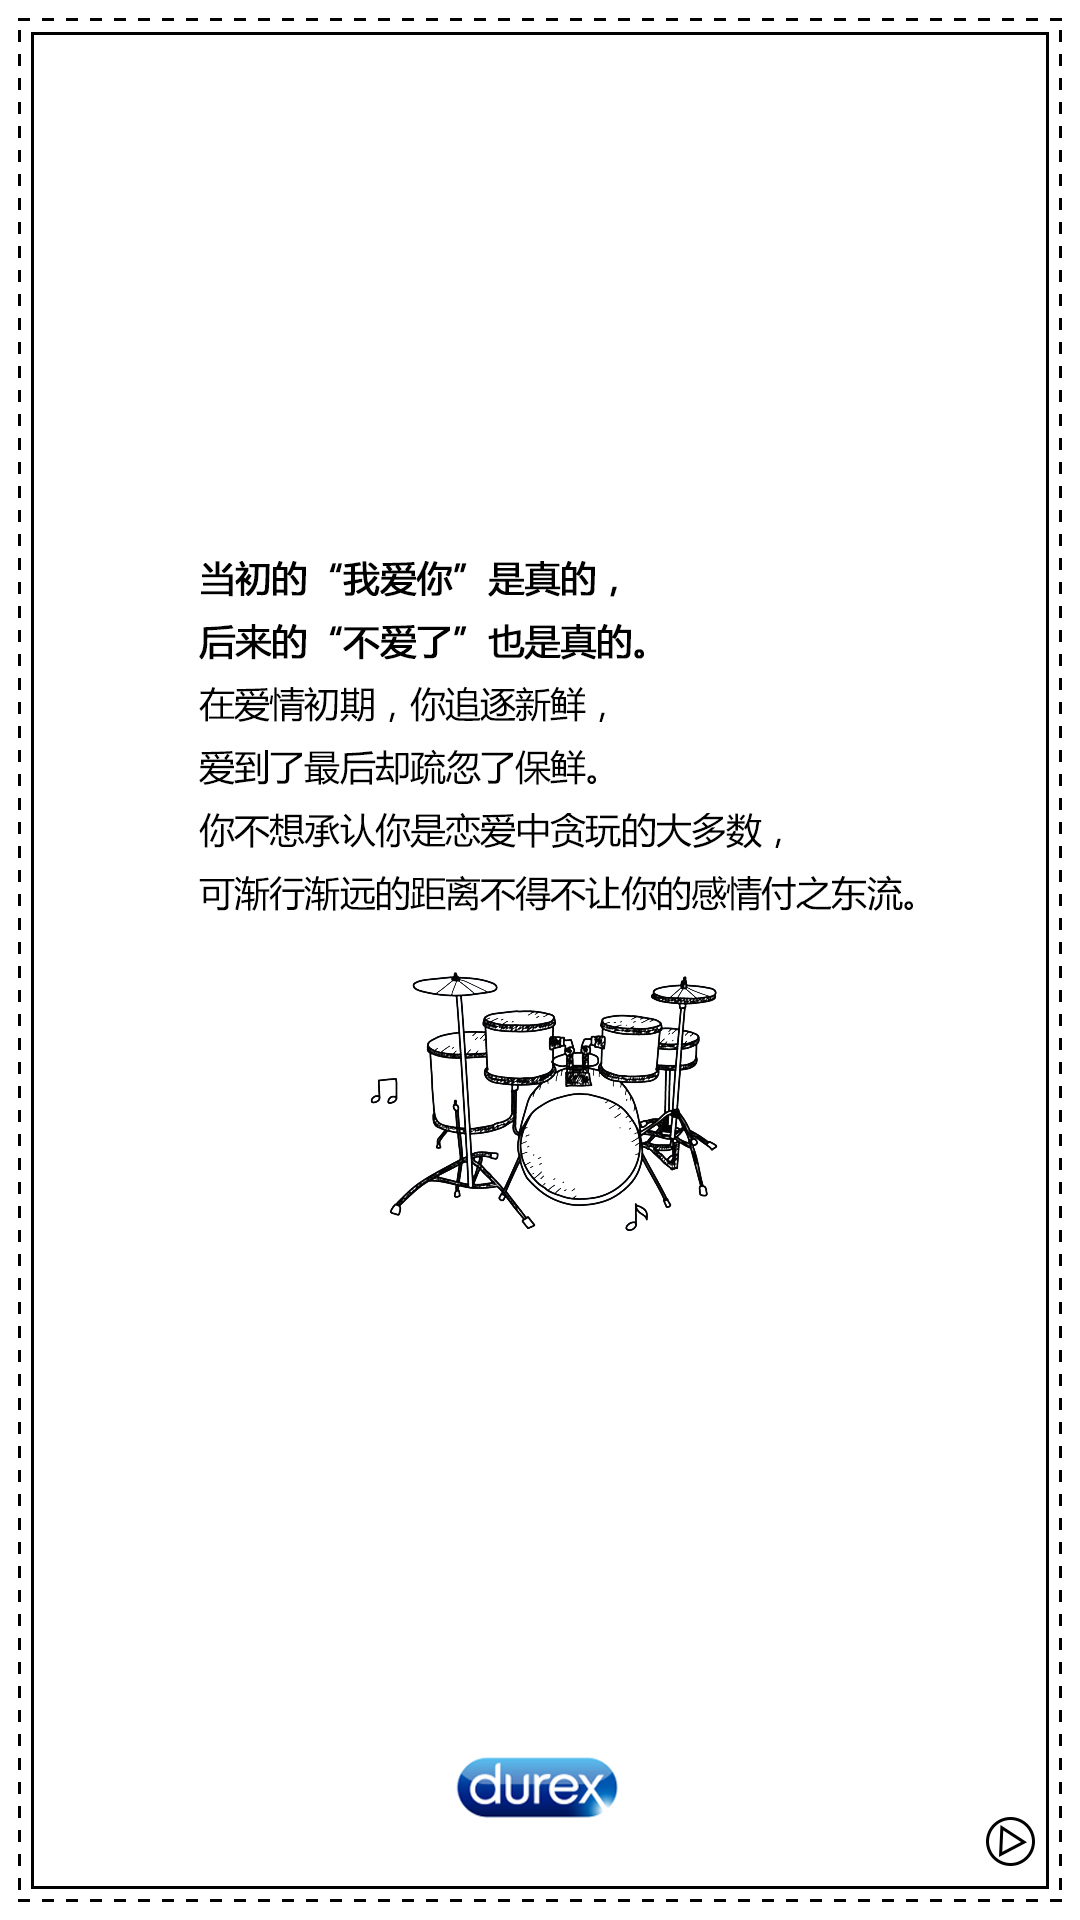 当初的“我爱你”是真的，
后来的“不爱了”也是真的。
在爱情初期，你追逐新鲜，
爱到了最后却疏忽了保鲜。
你不想承认你是恋爱中贪玩的大多数，
可渐行渐远的距离不得不让你的感情付之东流。
durex